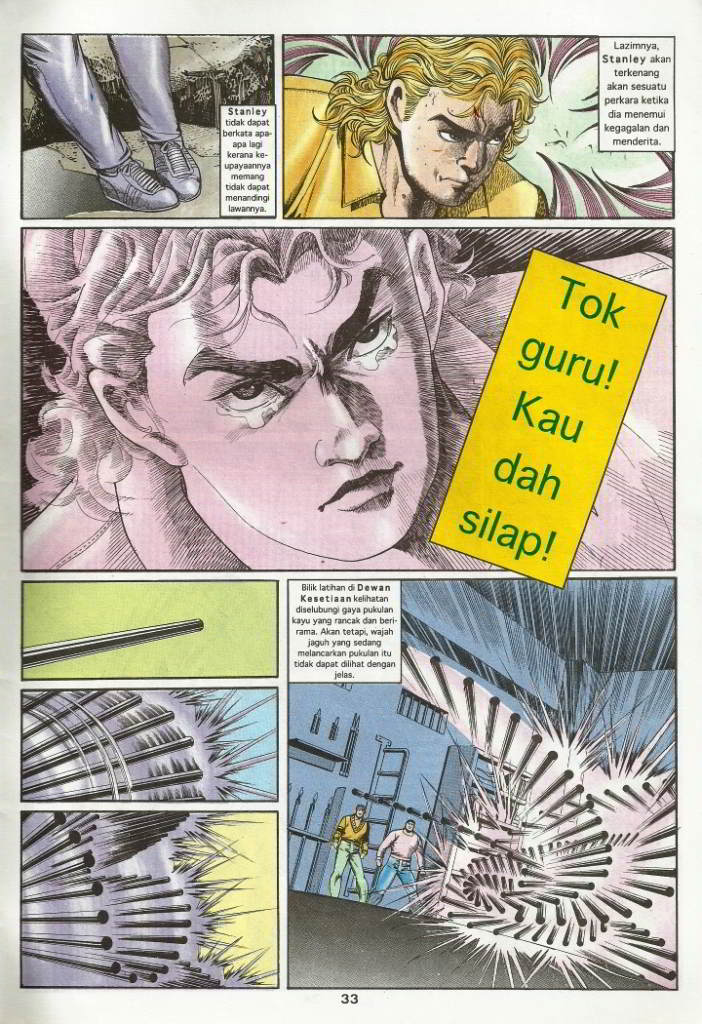 Stanley
tidak dapat
berkata apa-
apa lagi
kerana ke-
upayaannya
memang
tidak dapat
menandingi
lawannya.
Lazimnya,
Stanley akan
terkenang
akan sesuatu
perkara ketika
dia menemui
kegagalan dan
menderita.
Tok
guru!
Kau
dah
silap!
Bilik latihan di Dewan
Kesetiaan kelihatan
diselubungi gaya pukulan
kayu yang rancak dan beri-
rama. Akan tetapi, wajah
jaguh yang sedang
melancarkan pukulan itu
tidak dapat dilihat dengan
jelas.
33